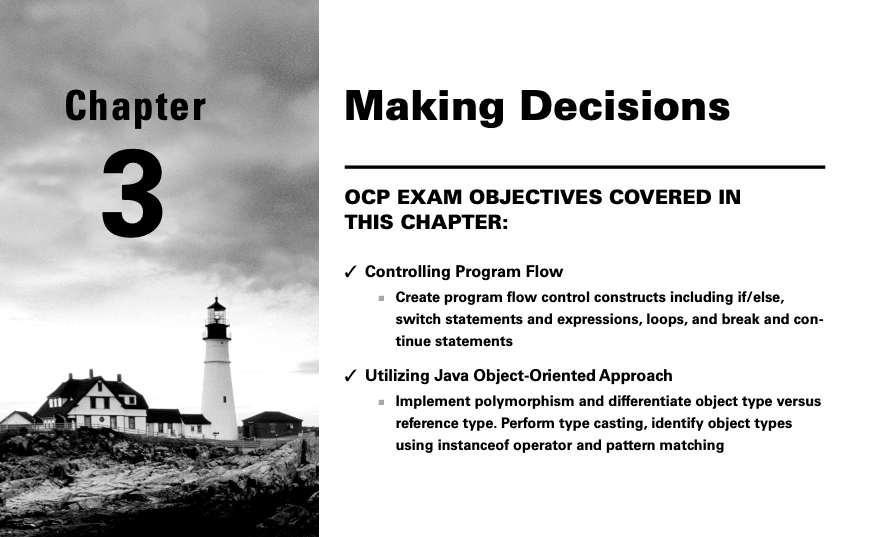 Chapter
3
Making Decisions
OCP EXAM OBJECTIVES COVERED IN
THIS CHAPTER:
✓ Controlling Program Flow
■ Create program flow control constructs including if/else,
switch statements and expressions, loops, and break and con-
tinue statements
✓ Utilizing Java Object-Oriented Approach
■ Implement polymorphism and differentiate object type versus
reference type. Perform type casting, identify object types
using instanceof operator and pattern matching